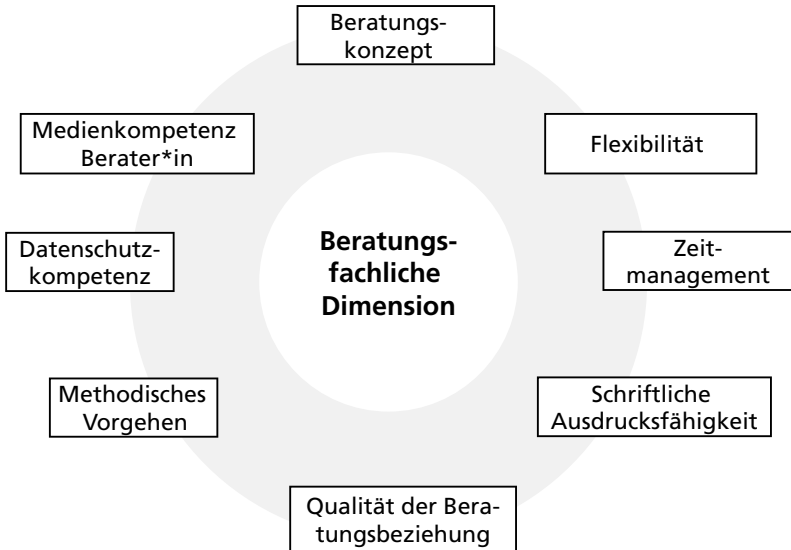 Beratungs-
konzept
Medienkompetenz
Berater*in
Flexibilität
Datenschutz-
kompetenz
Beratungs-
fachliche
Dimension
Zeit-
management
Methodisches
Vorgehen
Schriftliche
Ausdrucksfähigkeit
Qualität der Bera-
tungsbeziehung